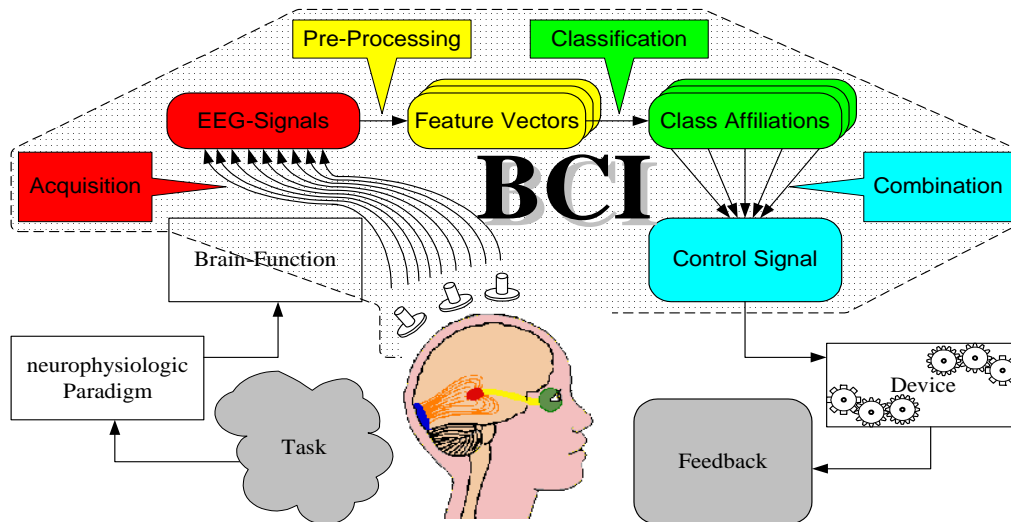 Pre-Processing
Classification
EEG-Signals
Feature Vectors
Class Affiliations
Acquisition
BCI
Combination
Brain-Function
Control Signal
neurophysiologic
Paradigm
Device
Task
Feedback